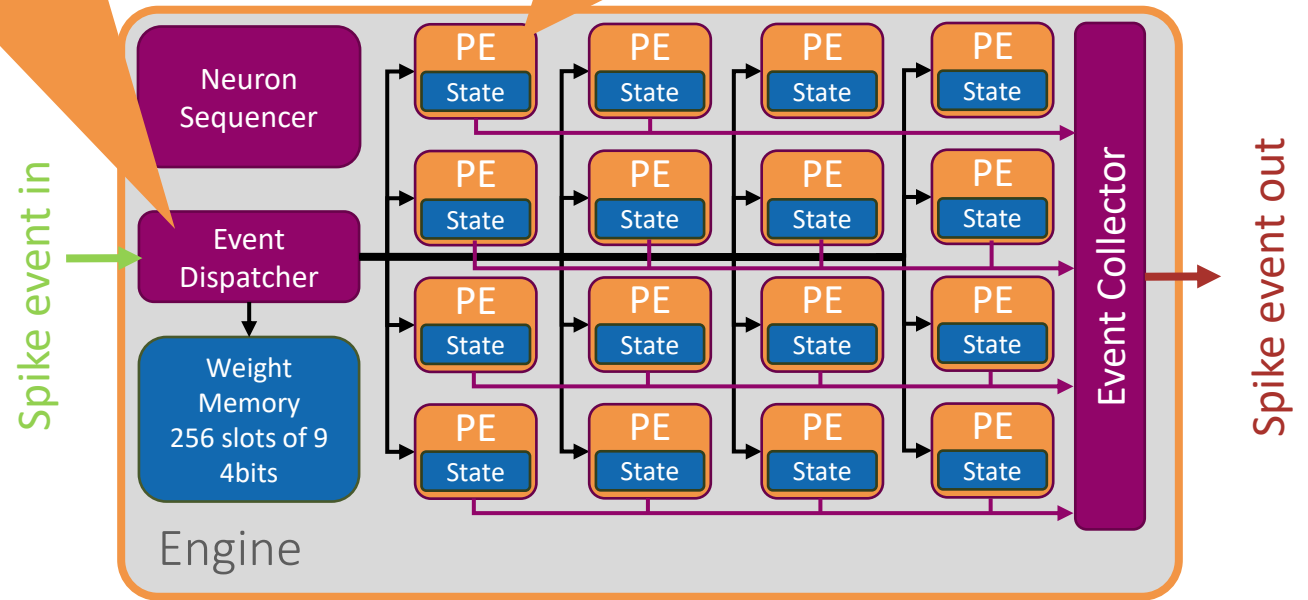 Neuron
Sequencer
Spike event in
Event
Dispatcher
Weight
Memory
256 slots of 9
4bits
Engine
PE
State
PE
State
PE
State
PE
State
PE
State
PE
State
PE
State
PE
State
PE
State
PE
State
PE
State
PE
State
PE
State
PE
State
PE
State
PE
State
Event Collector
Spike event out